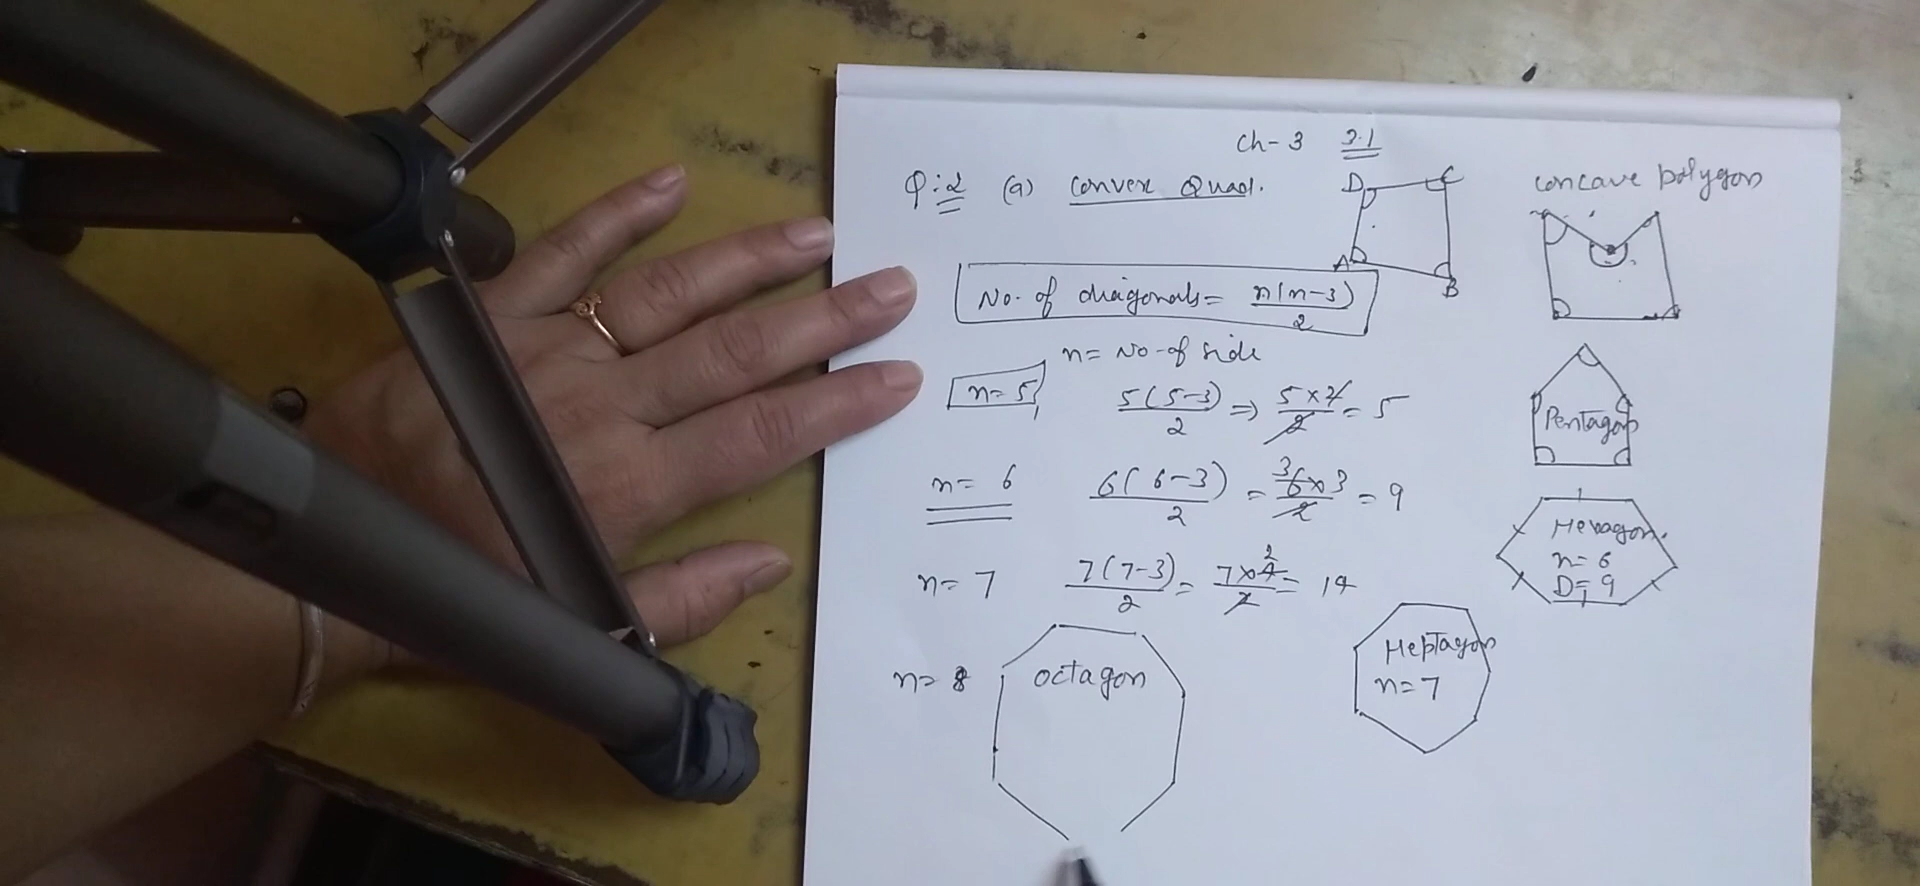 Ch-3 3.1
Q:2 (a) Convex Quad.
D C
A B
concave polygon
No. of diagonals = n(n-3)/2
n = No-of side
n=5 5(5-3)/2 ⇒ 5×2/2 = 5
Pentagon
n= 6 6(6-3)/2 = 3 6×3/2 = 9
Hexagon
n=6
D=9
n=7 7(7-3)/2 = 7×4 2/2 = 14
Heptagon
n=7
n=8 octagon